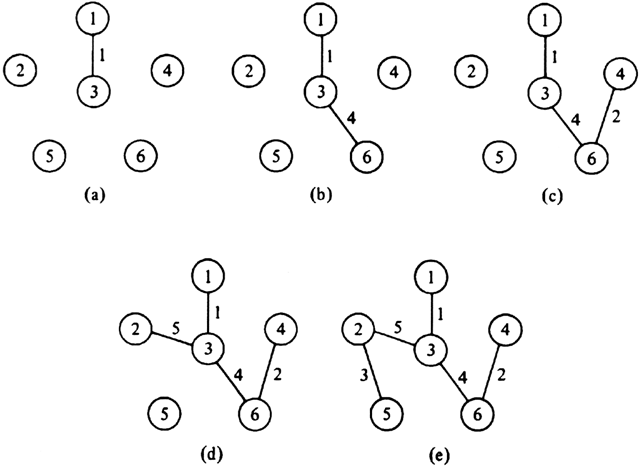 1 1 1
1 1 1
2 4 2 4 2 4
3 3 3
4 4 2
5 6 5 6 5 6
(a) (b) (c)
1 1
1 1
2 5 4 2 5 4
3 3
3 4 2 4 2
5 6 5 6
(d) (e)